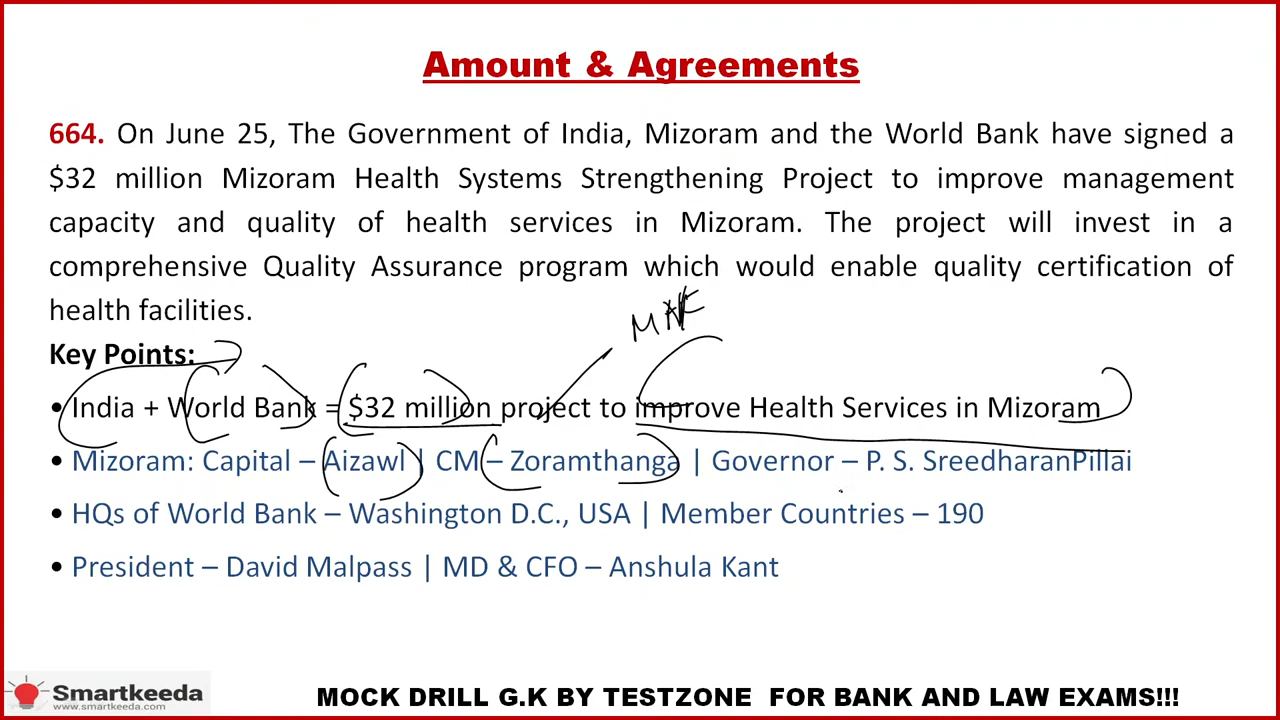 Amount & Agreements
664. On June 25, The Government of India, Mizoram and the World Bank have signed a
$32 million Mizoram Health Systems Strengthening Project to improve management
capacity and quality of health services in Mizoram. The project will invest in a
comprehensive Quality Assurance program which would enable quality certification of
health facilities.
Key Points:
• India + World Bank = $32 million project to improve Health Services in Mizoram
• Mizoram: Capital – Aizawl | CM – Zoramthanga | Governor – P. S. SreedharanPillai
• HQs of World Bank – Washington D.C., USA | Member Countries – 190
• President – David Malpass | MD & CFO – Anshula Kant
Smartkeeda
www.smartkeeda.com
MOCK DRILL G.K BY TESTZONE FOR BANK AND LAW EXAMS!!!